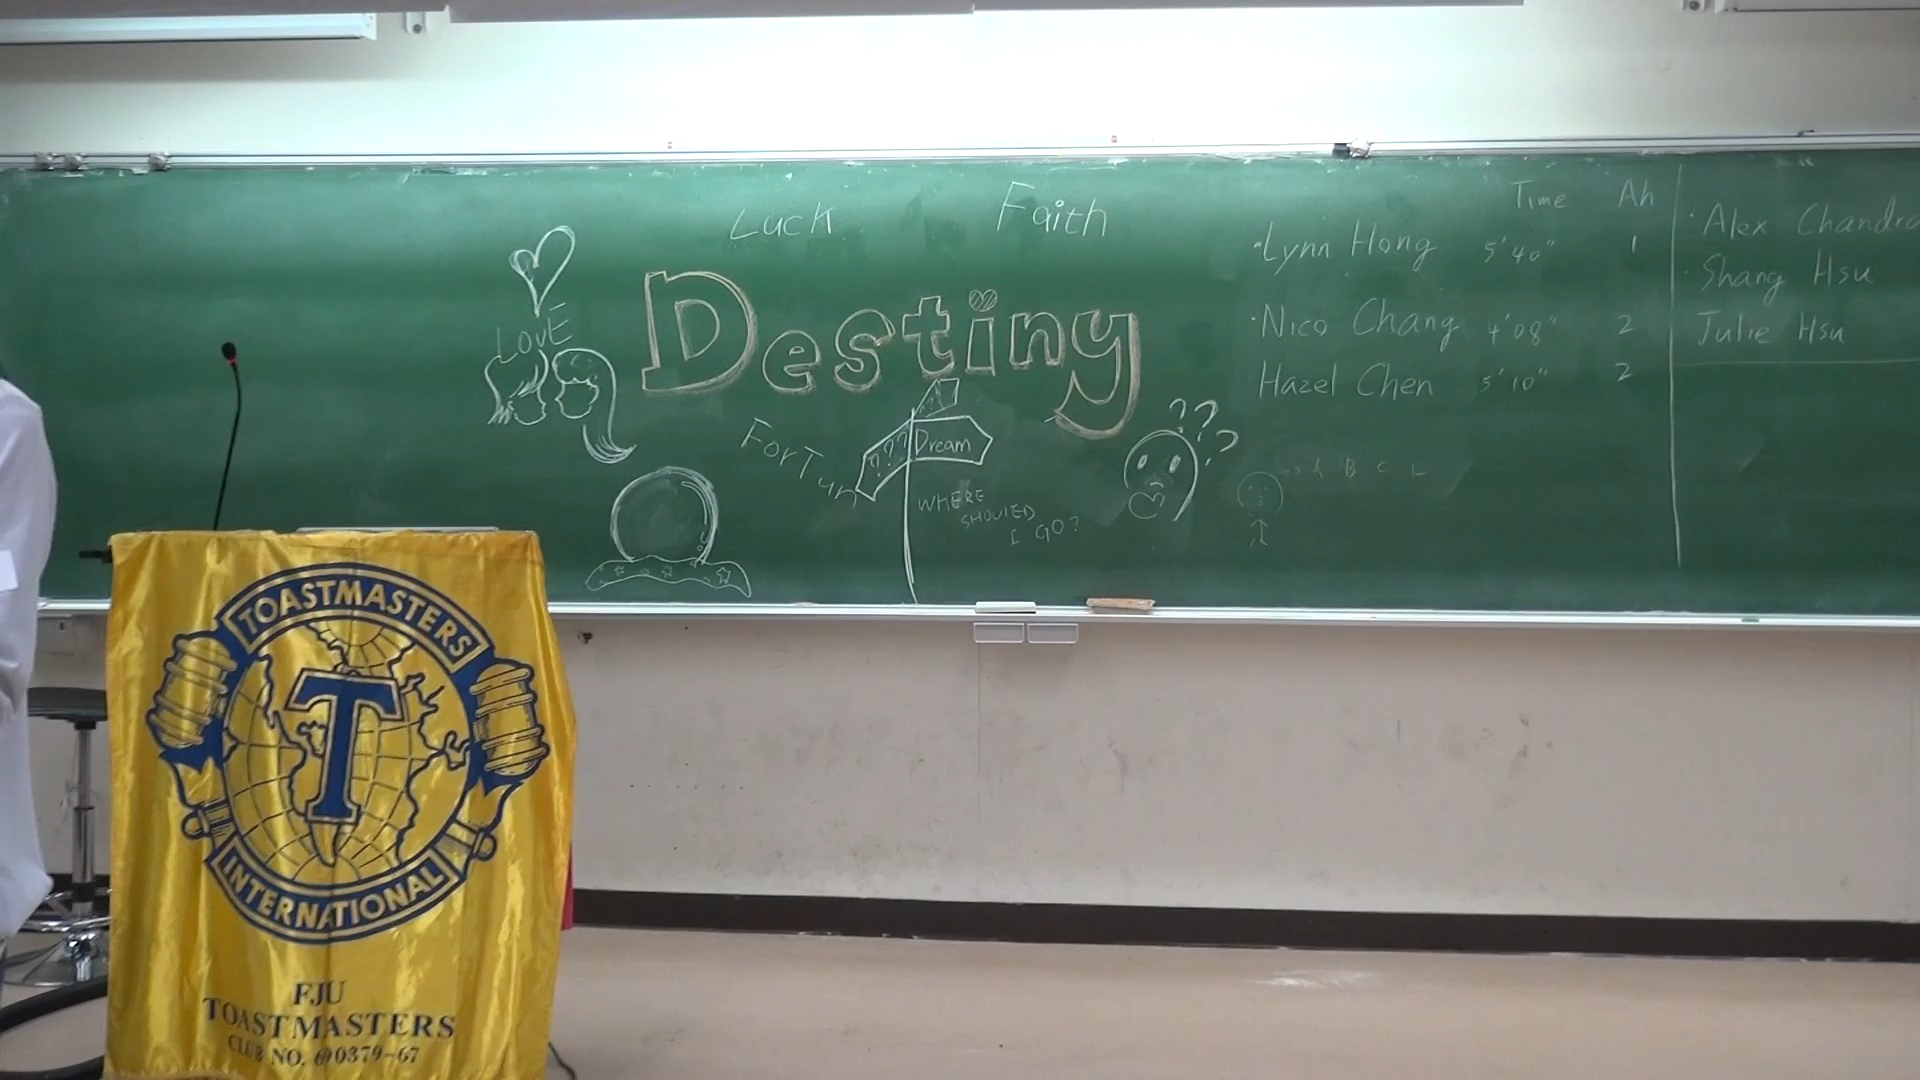 Luck
Faith
LOVE
Destiny
ForTun
???
Dream
WHERE
SHOULED
I GO?
????
Time Ah
·Lynn Hong 5'40" 1
·Nico Chang 4'08" 2
Hazel Chen 5'10" 2
A B C
·Alex Chandra
·Shang Hsu
Julie Hsu
TOASTMASTERS
T
INTERNATIONAL
FJU
TOASTMASTERS
CLUB NO. 690379-67